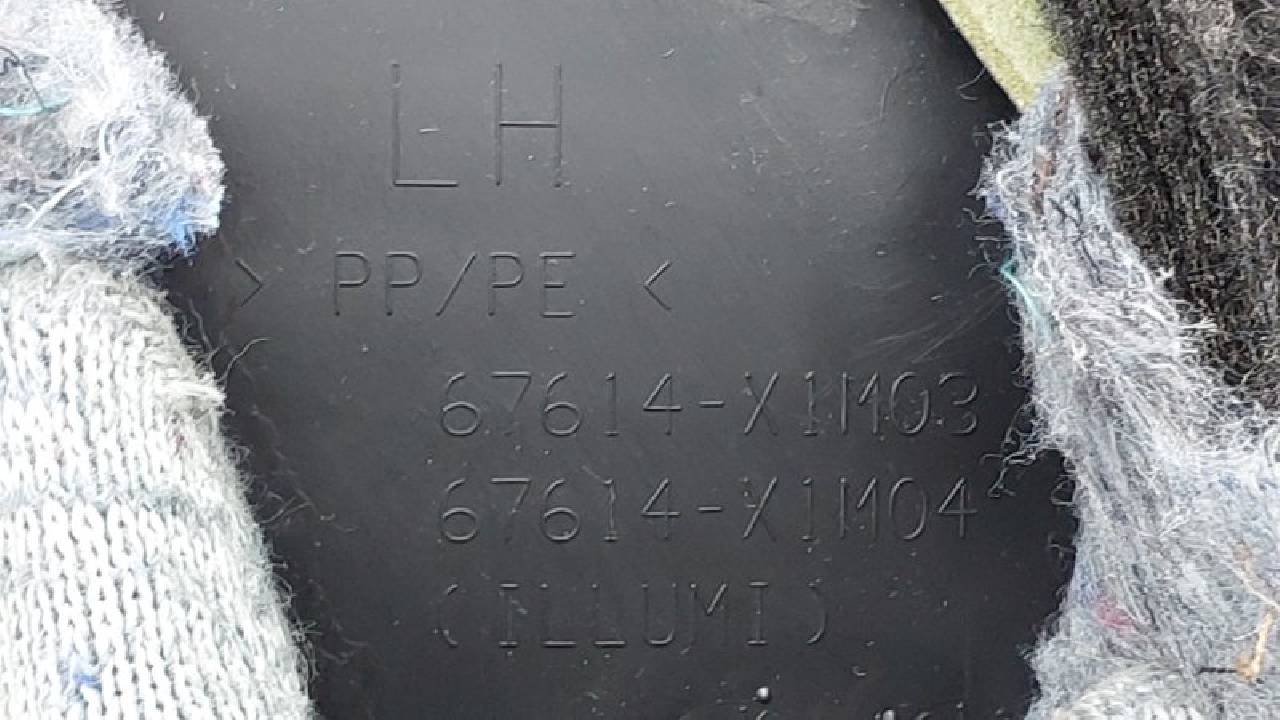 LH
> PP/PE <
67614-X1M03
67614-X1M04
(ILLUMI)